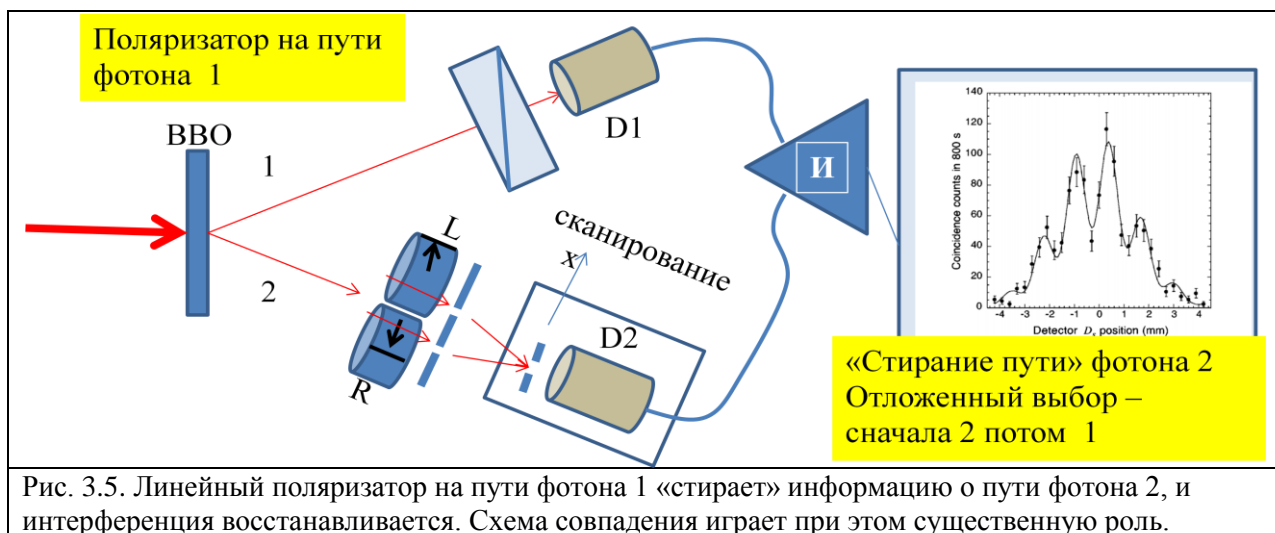 Поляризатор на пути
фотона 1
BBO
1
2
L
R
D1
сканирование
x
D2
И
Coincidence counts in 800 s
140
120
100
80
60
40
20
0
-4 -3 -2 -1 0 1 2 3 4
Detector Ds position (mm)
«Стирание пути» фотона 2
Отложенный выбор –
сначала 2 потом 1
Рис. 3.5. Линейный поляризатор на пути фотона 1 «стирает» информацию о пути фотона 2, и
интерференция восстанавливается. Схема совпадения играет при этом существенную роль.